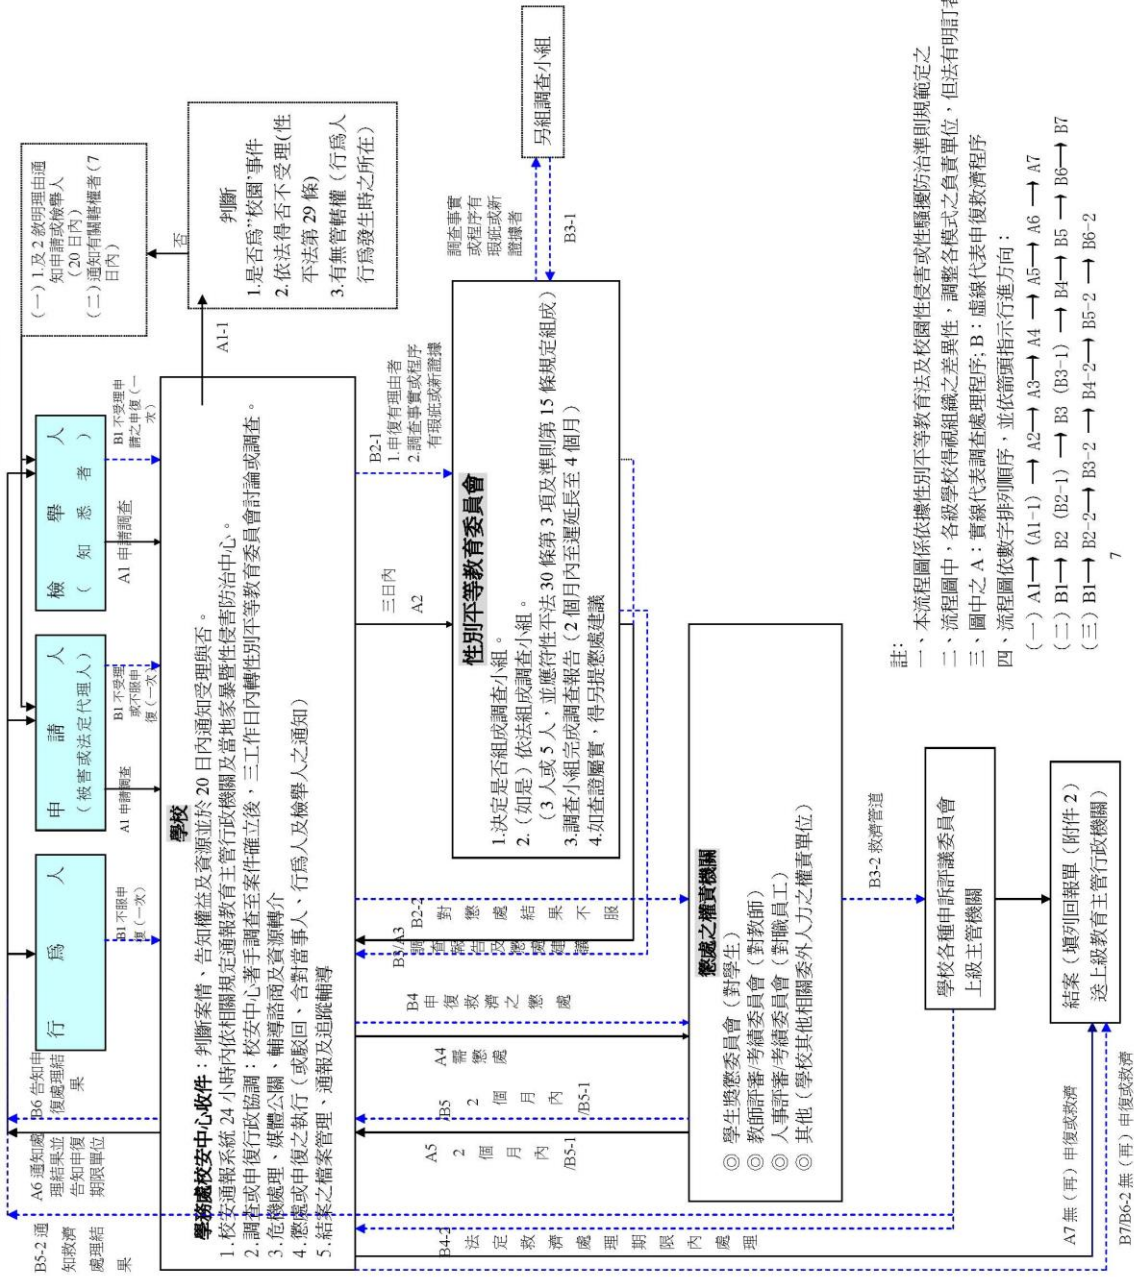 行為人
申請人
（被害或法定代理人）
檢舉人
（知悉者）
(一) 1.及 2 敘明理由通
知申請或檢舉人
（20 日內）
(二) 通知有關轄權者(7
日內）
否
判斷
1.是否為"校園"事件
2.依法得否不受理(性
平法第 29 條)
3.有無管轄權（行為人
行為發生時之所在）
A1-1
B1 不服申
復（一次）
A1 申請調查
B1 不受理
或不服申
復（一次）
A1 申請調查
B1 不受理申
請之申復（一
次）
B6 告知申
復處理結
果
A6 通知處
理結果並
告知申復
期限單位
B5-2 通
知救濟
處理結
果
學校
學務處校安中心收件：判斷案情、告知權益及資源並於 20 日內通知受理與否。
1.校安通報系統 24 小時內依相關規定通報教育主管行政機關及當地家暴暨性侵害防治中心。
2.調查或申復行政協調：校安中心著手調查至案件確立後，三工作日內轉性別平等教育委員會討論或調查。
3.危機處理、媒體公關、輔導諮商及資源轉介
4.懲處或申復之執行（或駁回、含對當事人、行為人及檢舉人之通知）
5.結案之檔案管理、通報及追蹤輔導
三日內
A2
B2-1
1.申復有理由者
2.調查事實或程序
有瑕疵或新證據
性別平等教育委員會
1.決定是否組成調查小組。
2.（如是）依法組成調查小組。
（3 人或 5 人，並應符性平法 30 條第 3 項及準則第 15 條規定組成）
3.調查小組完成調查報告（2 個月內至遲延長至 4 個月）
4.如查證屬實，得另提懲處建議
調查事實
或程序有
瑕疵或新
證據者
B3-1
另組調查小組
B4-2
法定救濟處理期限內處理
A5
2個月內
/B5-1
B5
2個月內
/B5-1
A4
需懲處
B4
申復救濟之懲處
B3/A3
調查報告及懲處建議
B2-2
對懲處結果不服
懲處之權責機關
◎ 學生獎懲委員會（對學生）
◎ 教師評審/考績委員會（對教師）
◎ 人事評審/考績委員會（對職員工）
◎ 其他（學校其他相關委外人力之權責單位）
B3-2 救濟管道
學校各種申訴評議委員會
上級主管機關
結案（填列回報單（附件 2）
送上級教育主管行政機關）
A7 無（再）申復或救濟
B7/B6-2 無（再）申復或救濟
註：
一、本流程圖係依據性別平等教育法及校園性侵害或性騷擾防治準則規範定之
二、流程圖中，各級學校得視組織之差異性，調整各模式之負責單位，但法有明訂者
三、圖中之 A：實線代表調查處理程序; B：虛線代表申復救濟程序
四、流程圖依數字排列順序，並依箭頭指示行進方向：
(一) A1→ (A1-1) → A2→ A3→ A4 → A5→ A6 → A7
(二) B1→ B2 (B2-1) → B3 (B3-1) → B4→ B5 → B6→ B7
(三) B1→ B2-2→ B3-2 → B4-2→ B5-2 → B6-2
7